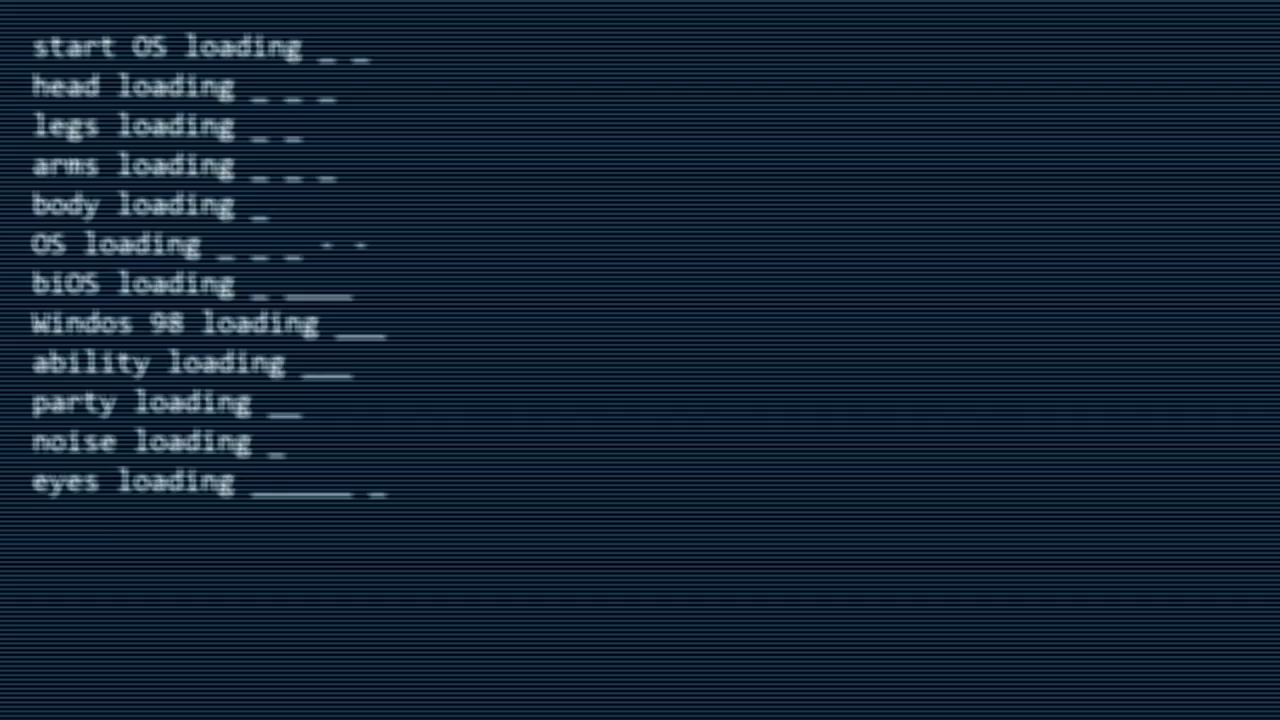 start OS loading _ _
head loading _ _ _
legs loading _ _
arms loading _ _ _
body loading _
OS loading _ _ _ - -
biOS loading _ ____
Windos 98 loading ___
ability loading ___
party loading __
noise loading _
eyes loading ______ _